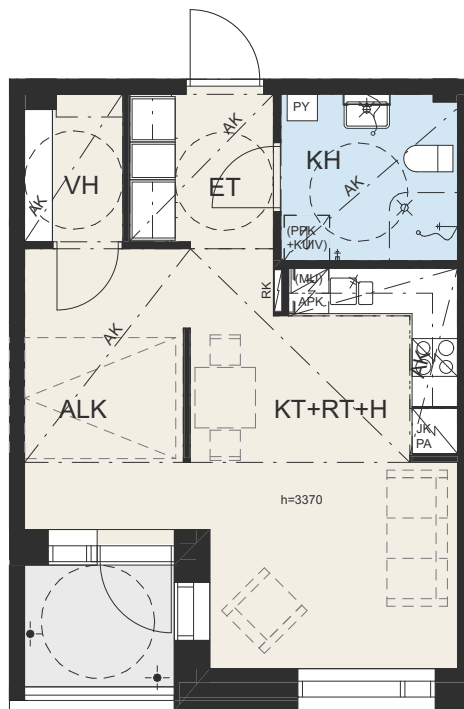 PY
KH
AK
VH
AK
ET
AK
(PPK
+KUIV)
RK
(MU)
APK
AK
AK
ALK
KT+RT+H
JK
PA
h=3370